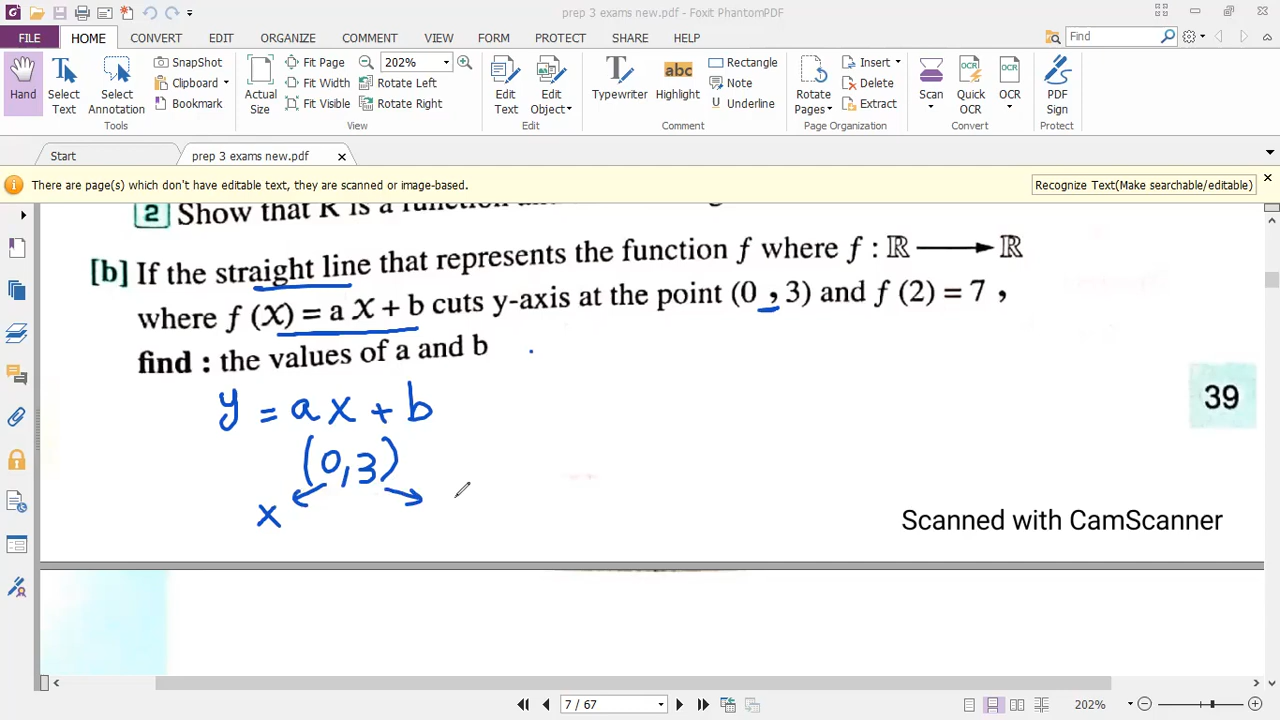 prep 3 exams new.pdf - Foxit PhantomPDF
FILE HOME CONVERT EDIT ORGANIZE COMMENT VIEW FORM PROTECT SHARE HELP Find
Hand Select Text Select Annotation SnapShot Clipboard Bookmark
Actual Size Fit Page Fit Width Fit Visible 202% Rotate Left Rotate Right
Edit Text Edit Object Typewriter Highlight Rectangle Note Underline
Rotate Pages Insert Delete Extract Scan Quick OCR OCR PDF Sign
Tools View Edit Comment Page Organization Convert Protect
Start prep 3 exams new.pdf
There are page(s) which don't have editable text, they are scanned or image-based. Recognize Text(Make searchable/editable)
2 Show that R is a function
[b] If the straight line that represents the function f where f : ℝ ⟶ ℝ
where f (X) = a X + b cuts y-axis at the point (0 , 3) and f (2) = 7 ,
find : the values of a and b .
39
y = a x + b
(0,3)
x
Scanned with CamScanner
7 / 67 202%